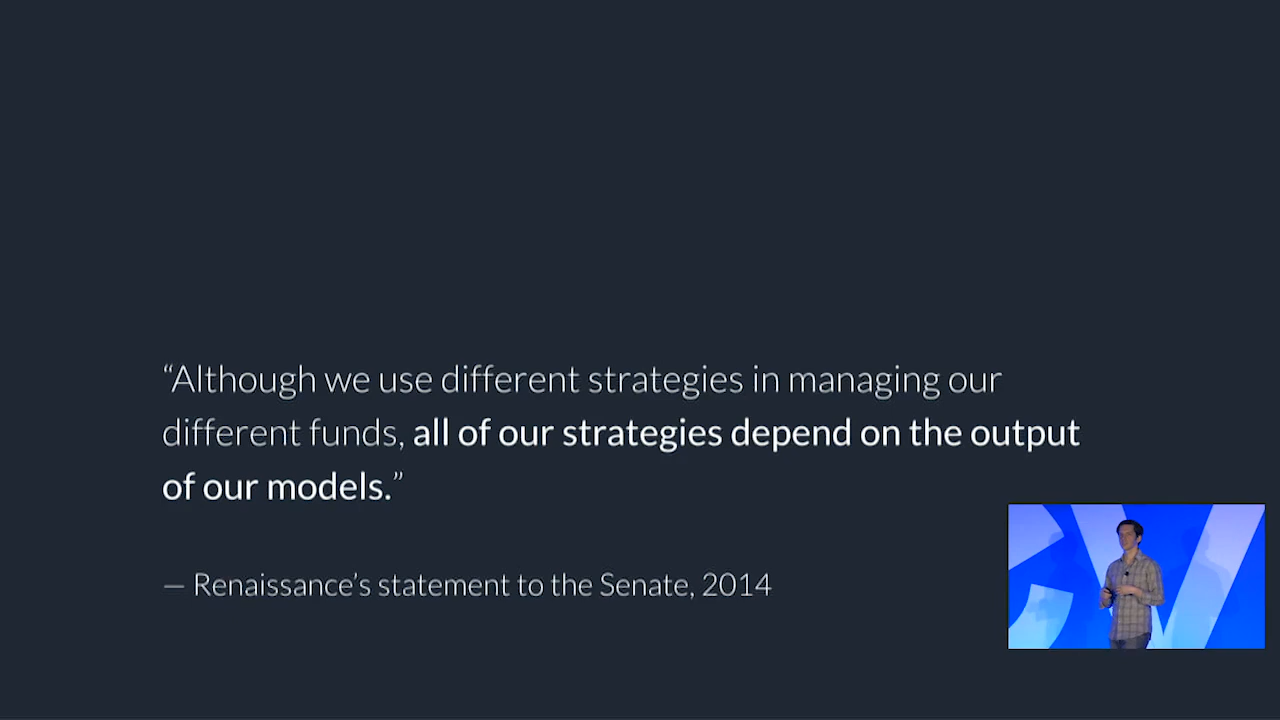 “Although we use different strategies in managing our
different funds, all of our strategies depend on the output
of our models.”
— Renaissance’s statement to the Senate, 2014